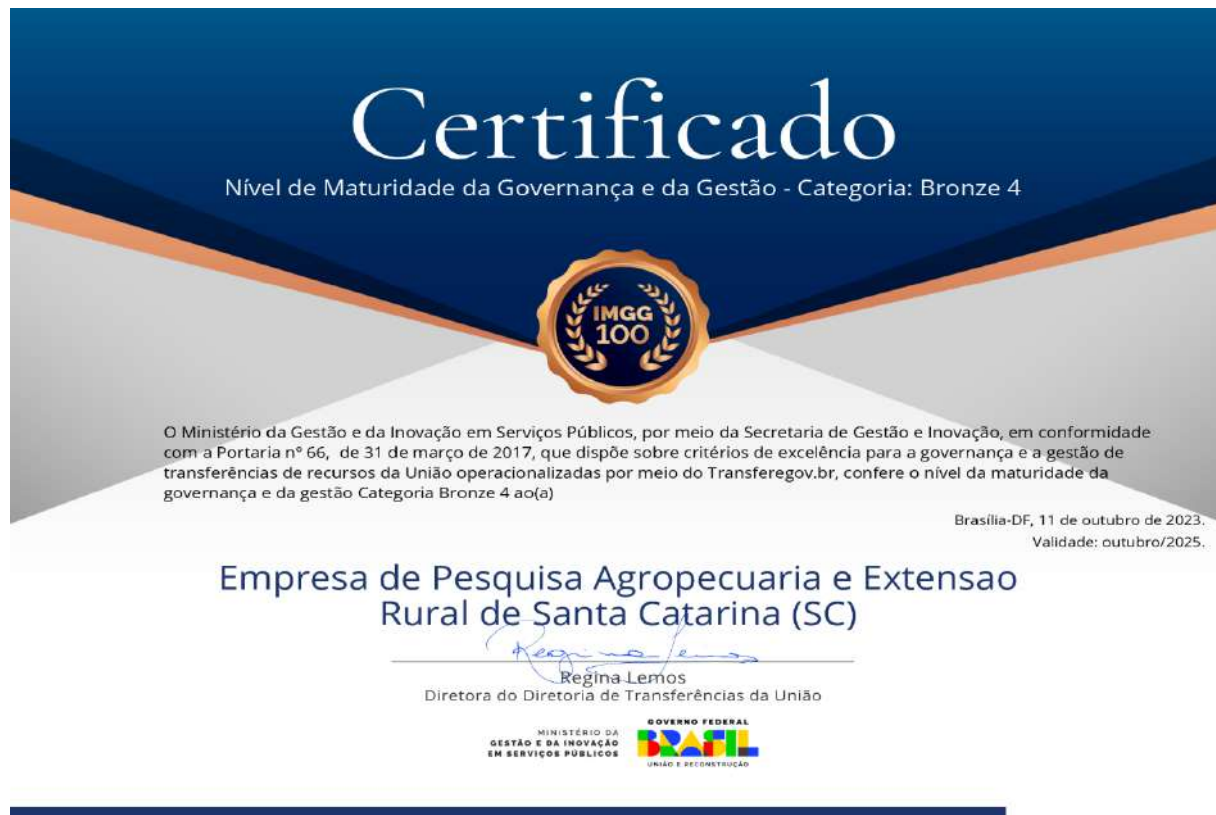 Certificado
Nível de Maturidade da Governança e da Gestão - Categoria: Bronze 4
IMGG
100
O Ministério da Gestão e da Inovação em Serviços Públicos, por meio da Secretaria de Gestão e Inovação, em conformidade
com a Portaria nº 66, de 31 de março de 2017, que dispõe sobre critérios de excelência para a governança e a gestão de
transferências de recursos da União operacionalizadas por meio do Transferegov.br, confere o nível da maturidade da
governança e da gestão Categoria Bronze 4 ao(a)
Brasília-DF, 11 de outubro de 2023.
Validade: outubro/2025.
Empresa de Pesquisa Agropecuaria e Extensao
Rural de Santa Catarina (SC)
Regina Lemos
Regina Lemos
Diretora do Diretoria de Transferências da União
MINISTÉRIO DA
GESTÃO E DA INOVAÇÃO
EM SERVIÇOS PÚBLICOS
GOVERNO FEDERAL
BRASIL
UNIÃO E RECONSTRUÇÃO